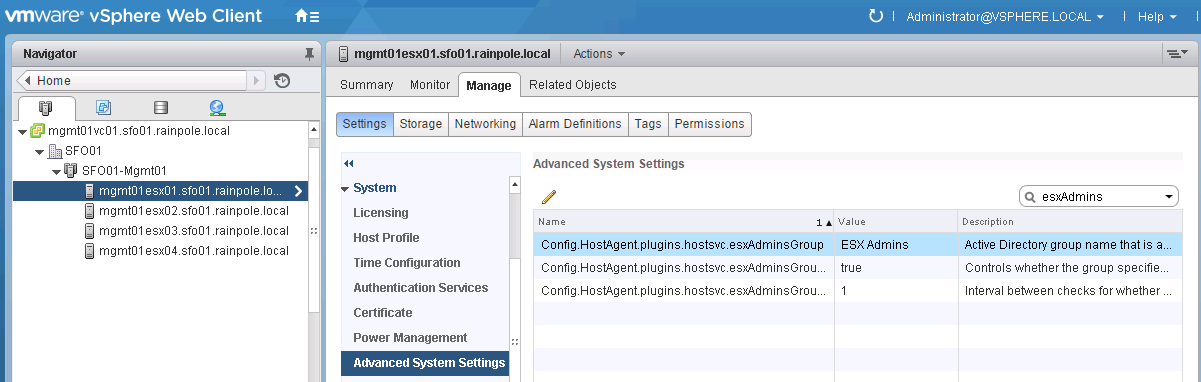 vmware® vSphere Web Client
Administrator@VSPHERE.LOCAL
Help
Navigator
Home
mgmt01vc01.sfo01.rainpole.local
SFO01
SFO01-Mgmt01
mgmt01esx01.sfo01.rainpole.lo...
mgmt01esx02.sfo01.rainpole.local
mgmt01esx03.sfo01.rainpole.local
mgmt01esx04.sfo01.rainpole.local
mgmt01esx01.sfo01.rainpole.local Actions
Summary Monitor Manage Related Objects
Settings Storage Networking Alarm Definitions Tags Permissions
System
Licensing
Host Profile
Time Configuration
Authentication Services
Certificate
Power Management
Advanced System Settings
Advanced System Settings
esxAdmins
Name 1 Value Description
Config.HostAgent.plugins.hostsvc.esxAdminsGroup ESX Admins Active Directory group name that is a...
Config.HostAgent.plugins.hostsvc.esxAdminsGrou... true Controls whether the group specifie...
Config.HostAgent.plugins.hostsvc.esxAdminsGrou... 1 Interval between checks for whether ...